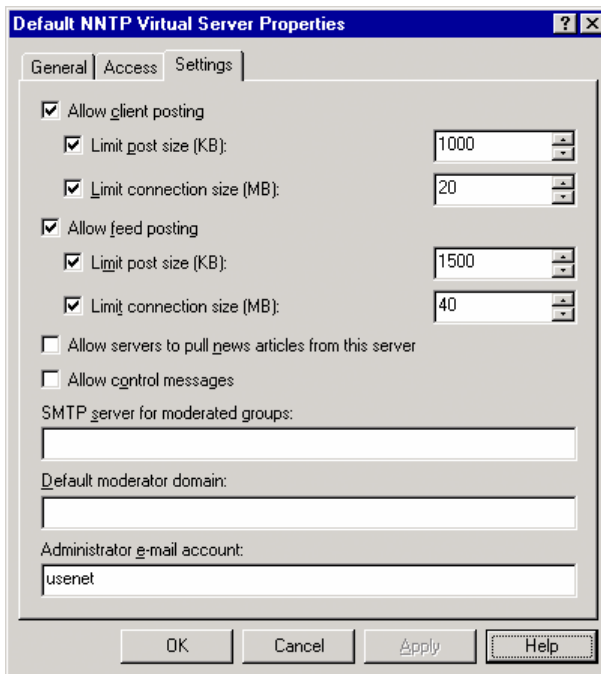 Default NNTP Virtual Server Properties
General Access Settings
Allow client posting
Limit post size (KB): 1000
Limit connection size (MB): 20
Allow feed posting
Limit post size (KB): 1500
Limit connection size (MB): 40
Allow servers to pull news articles from this server
Allow control messages
SMTP server for moderated groups:
Default moderator domain:
Administrator e-mail account:
usenet
OK Cancel Apply Help